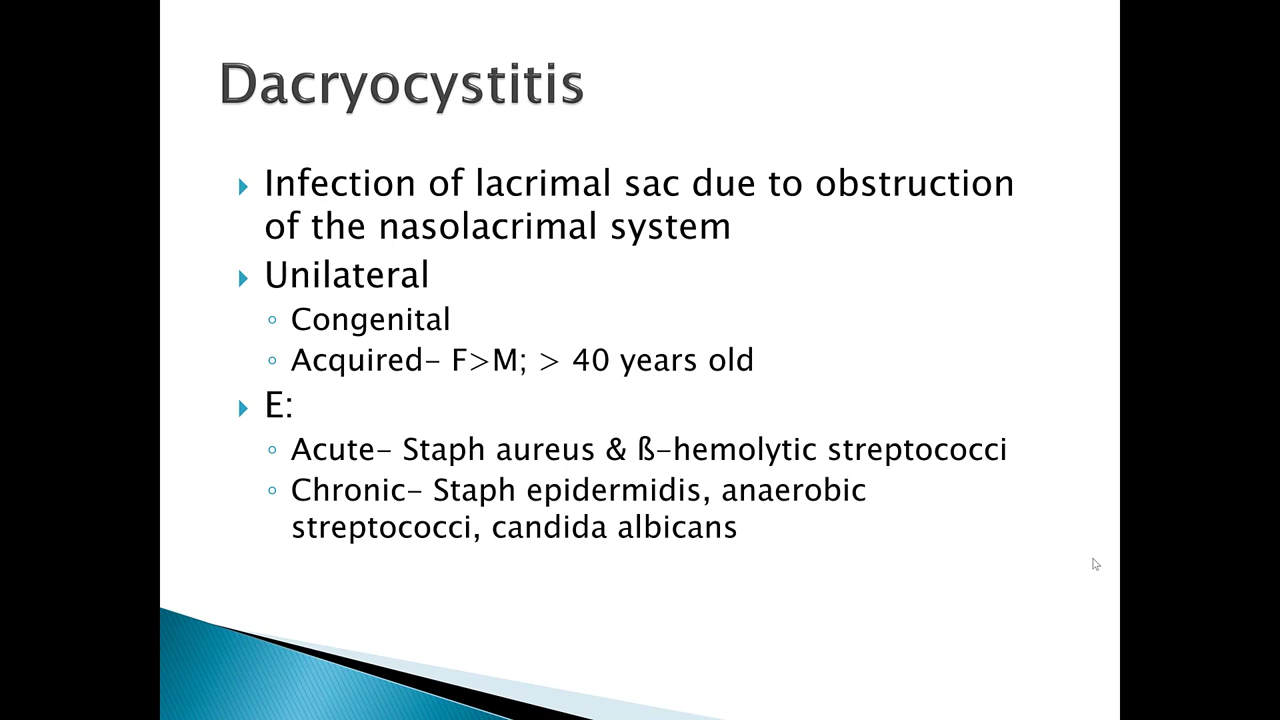 Dacryocystitis
Infection of lacrimal sac due to obstruction
of the nasolacrimal system
Unilateral
Congenital
Acquired- F>M; > 40 years old
E:
Acute- Staph aureus & ß-hemolytic streptococci
Chronic- Staph epidermidis, anaerobic
streptococci, candida albicans